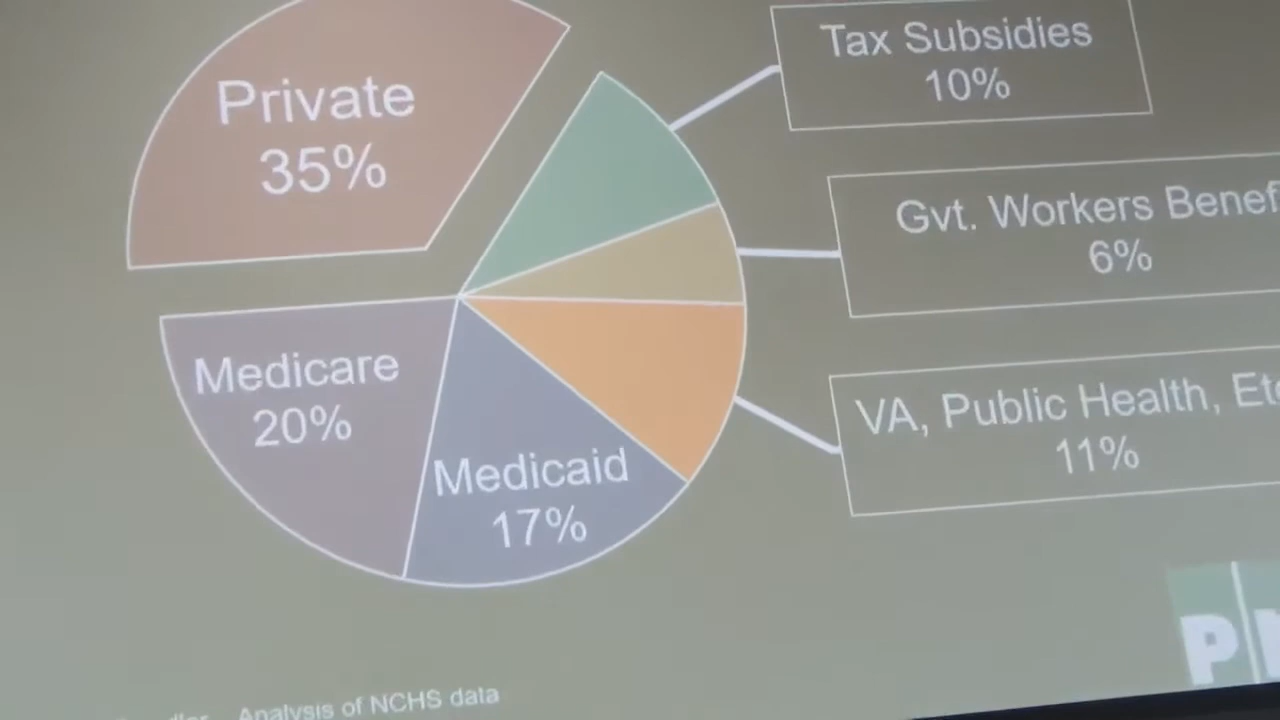 Private
35%
Tax Subsidies
10%
Gvt. Workers Benef
6%
VA, Public Health, Etc
11%
Medicare
20%
Medicaid
17%
Analysis of NCHS data
P